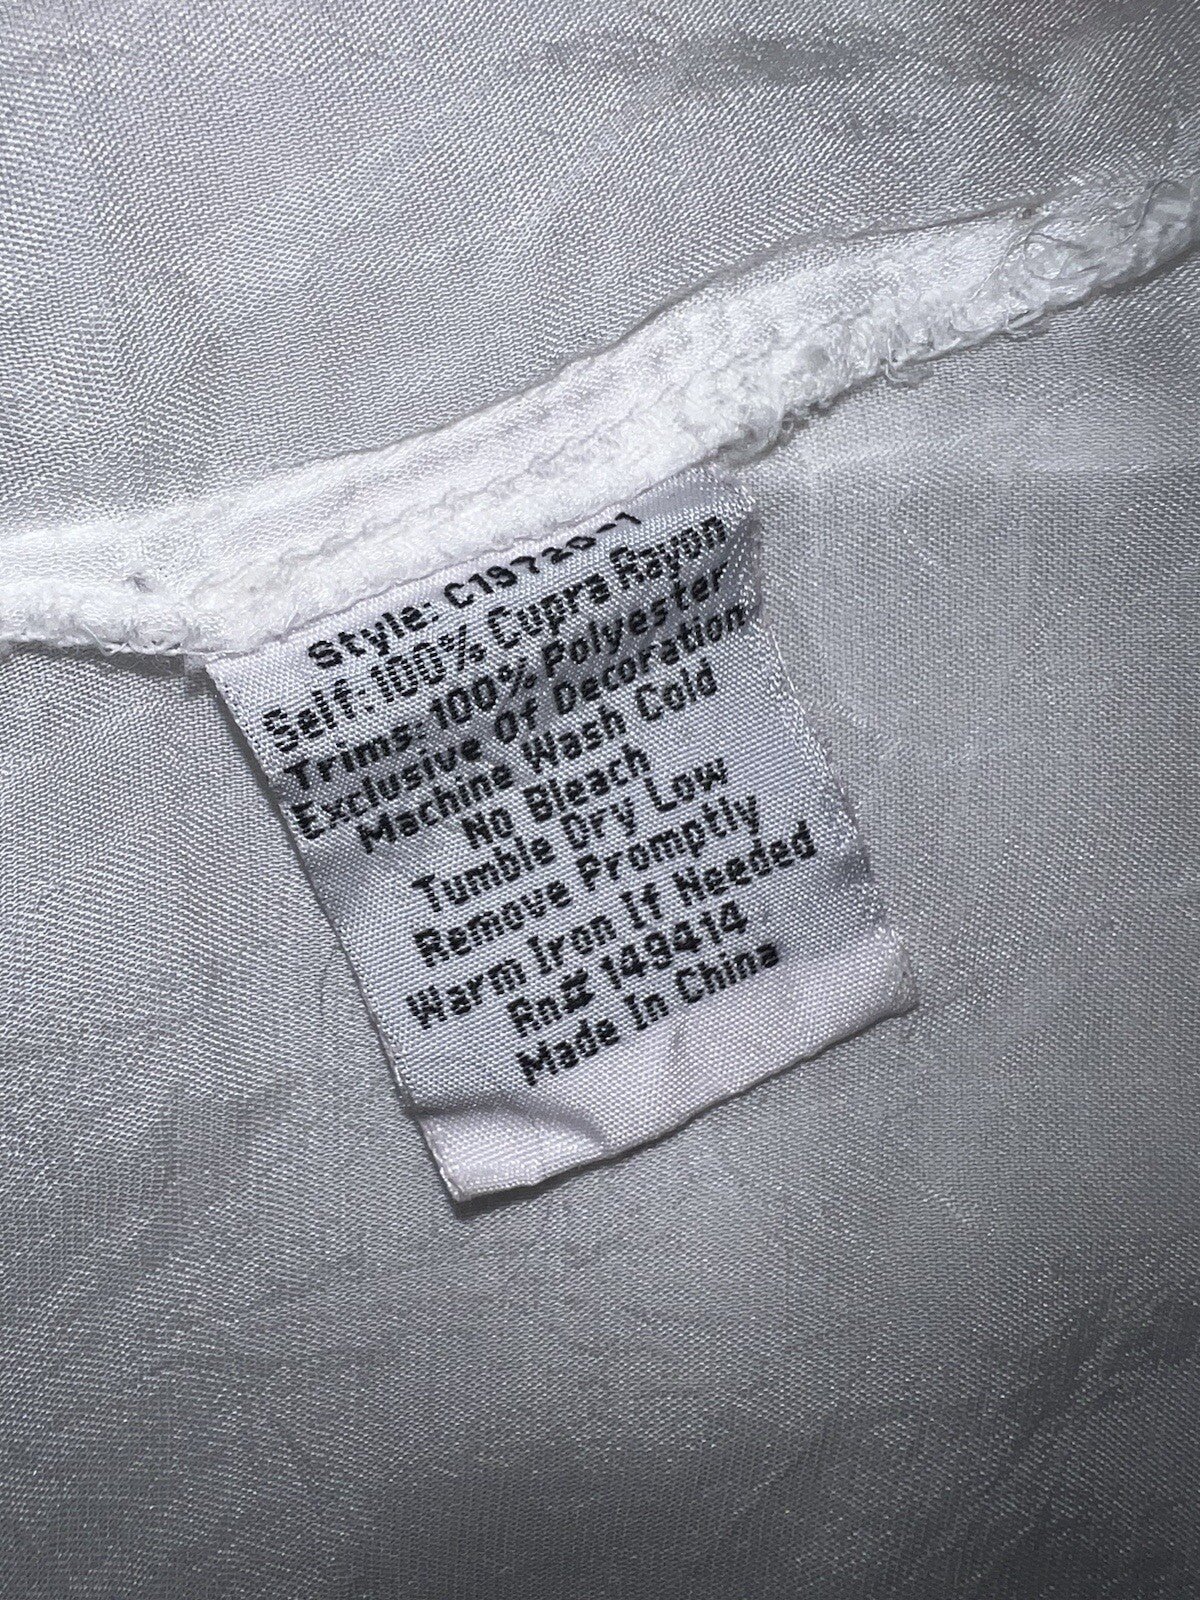 Style: C19720-1
Self: 100% Cupra Rayon
Trims: 100% Polyester
Exclusive Of Decoration
Machine Wash Cold
No Bleach
Tumble Dry Low
Remove Promptly
Warm Iron If Needed
Rn# 149414
Made In China